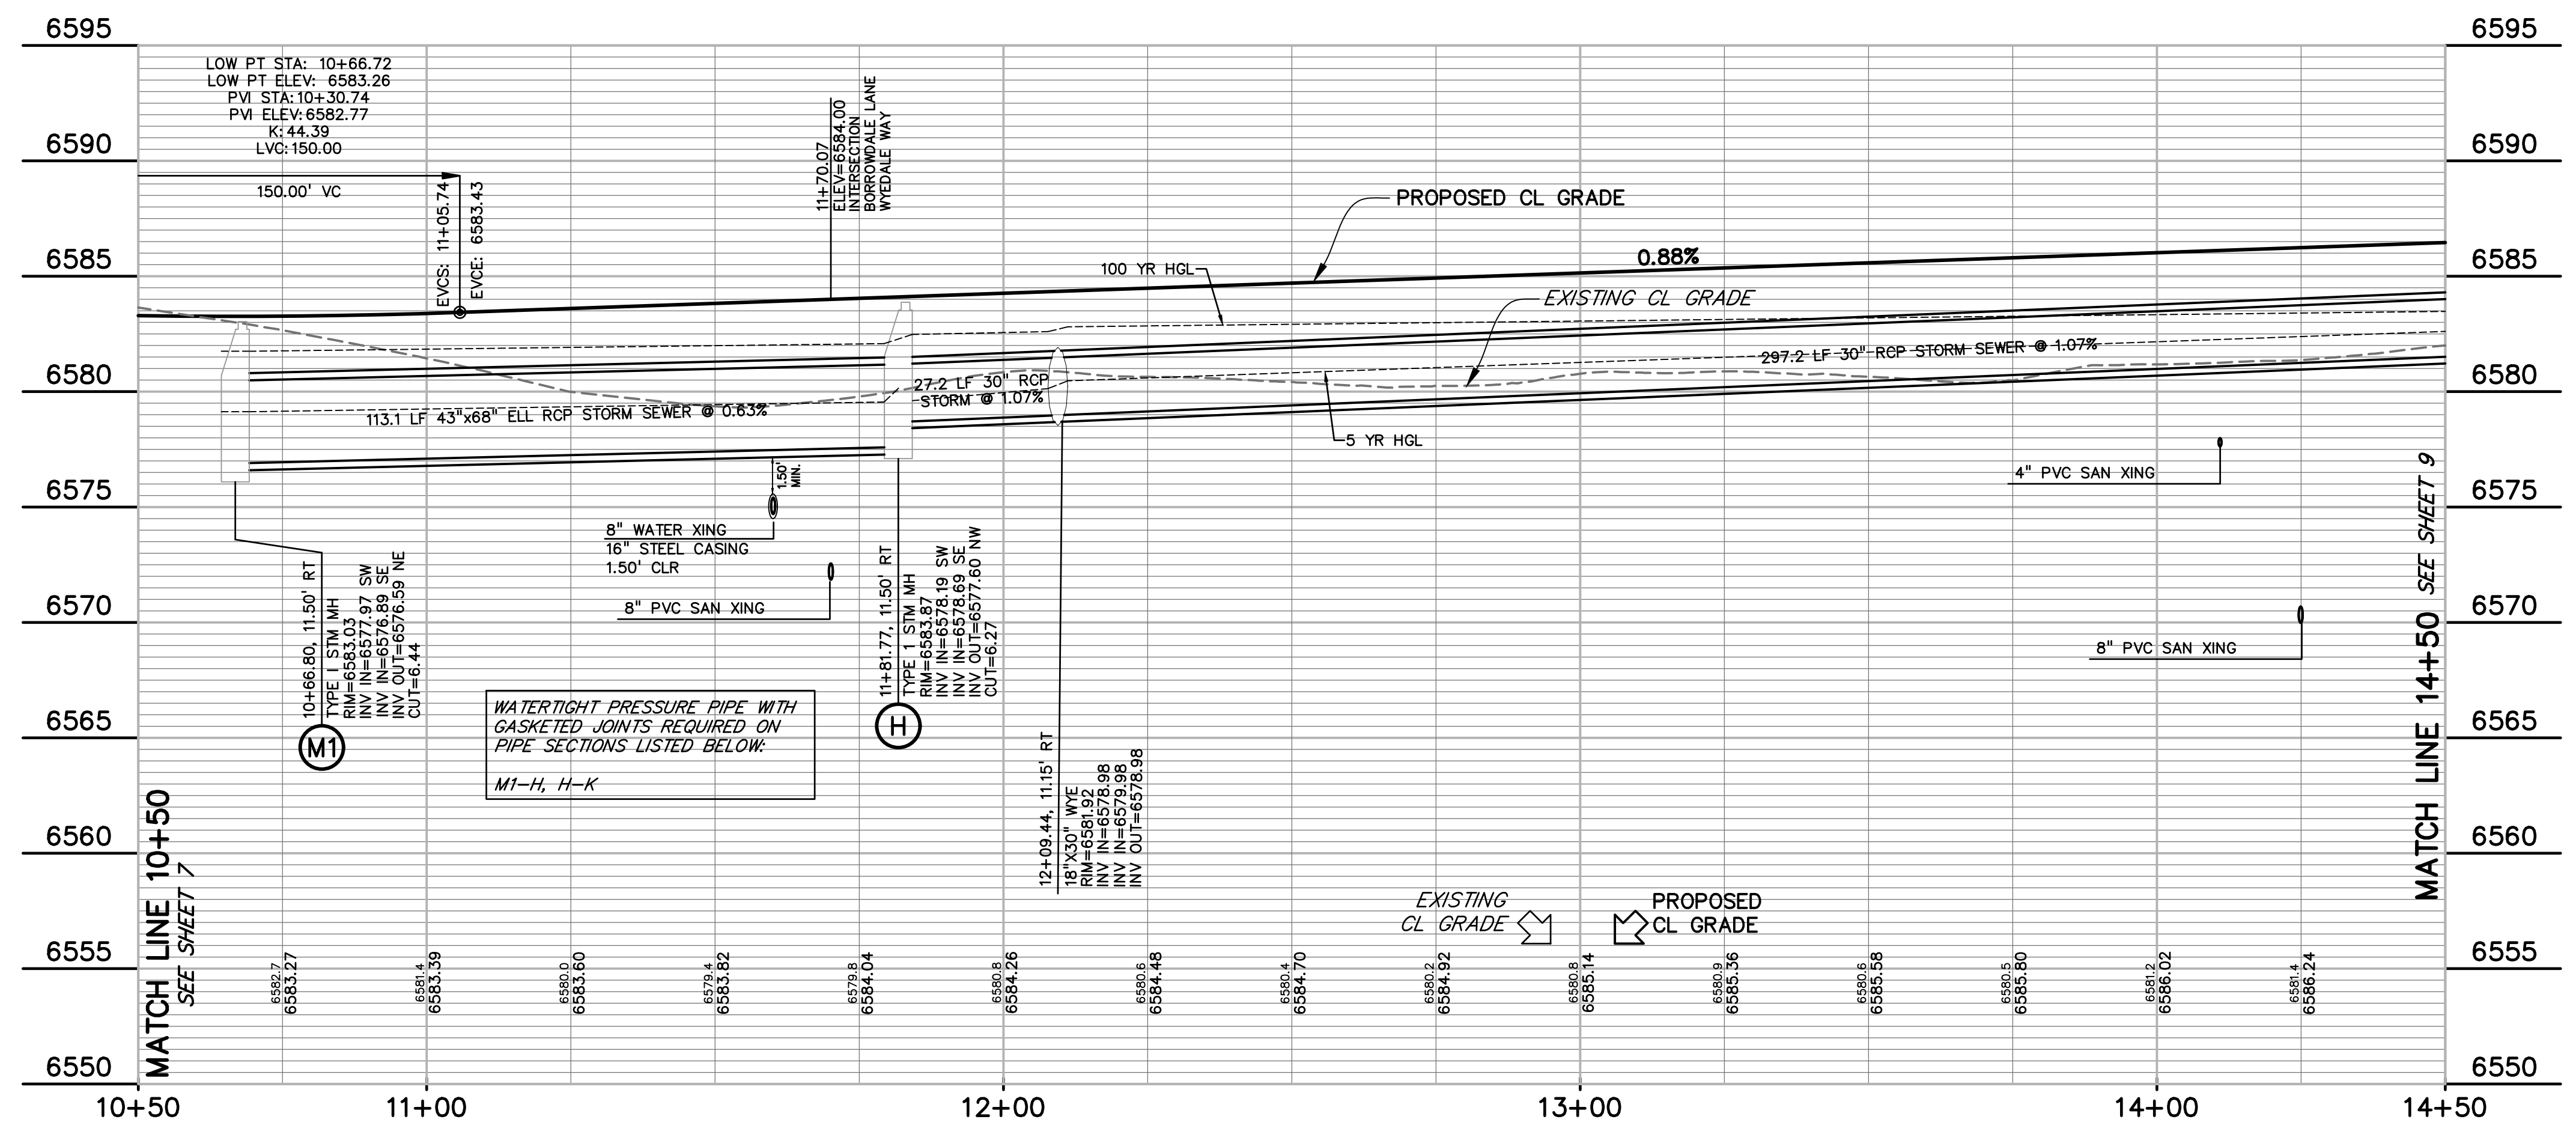 6595
6590
6585
6580
6575
6570
6565
6560
6555
6550
LOW PT STA: 10+66.72
LOW PT ELEV: 6583.26
PVI STA:10+30.74
PVI ELEV:6582.77
K:44.39
LVC:150.00
150.00' VC
EVCS: 11+05.74
EVCE: 6583.43
11+70.07
ELEV=6584.00
INTERSECTION
BORROWDALE LANE
WYEDALE WAY
PROPOSED CL GRADE
0.88%
100 YR HGL
EXISTING CL GRADE
297.2 LF 30" RCP STORM SEWER @ 1.07%
27.2 LF 30" RCP
STORM @ 1.07%
113.1 LF 43"x68" ELL RCP STORM SEWER @ 0.63%
5 YR HGL
1.50'
MIN.
8" WATER XING
16" STEEL CASING
1.50' CLR
8" PVC SAN XING
4" PVC SAN XING
8" PVC SAN XING
10+66.80, 11.50' RT
TYPE I STM MH
RIM=6583.03
INV IN=6577.97 SW
INV IN=6576.89 SE
INV OUT=6576.59 NE
CUT=6.44
M1
11+81.77, 11.50' RT
TYPE 1 STM MH
RIM=6583.87
INV IN=6578.19 SW
INV IN=6578.69 SE
INV OUT=6577.60 NW
CUT=6.27
H
12+09.44, 11.15' RT
18"X30" WYE
RIM=6581.92
INV IN=6578.98
INV IN=6579.98
INV OUT=6578.98
WATERTIGHT PRESSURE PIPE WITH
GASKETED JOINTS REQUIRED ON
PIPE SECTIONS LISTED BELOW:
M1-H, H-K
MATCH LINE 10+50
SEE SHEET 7
MATCH LINE 14+50 SEE SHEET 9
EXISTING
CL GRADE
PROPOSED
CL GRADE
6582.7
6583.27
6581.4
6583.39
6580.0
6583.60
6579.4
6583.82
6579.8
6584.04
6580.8
6584.26
6580.6
6584.48
6580.4
6584.70
6580.2
6584.92
6580.8
6585.14
6580.9
6585.36
6580.6
6585.58
6580.5
6585.80
6581.2
6586.02
6581.4
6586.24
6595
6590
6585
6580
6575
6570
6565
6560
6555
6550
10+50
11+00
12+00
13+00
14+00
14+50